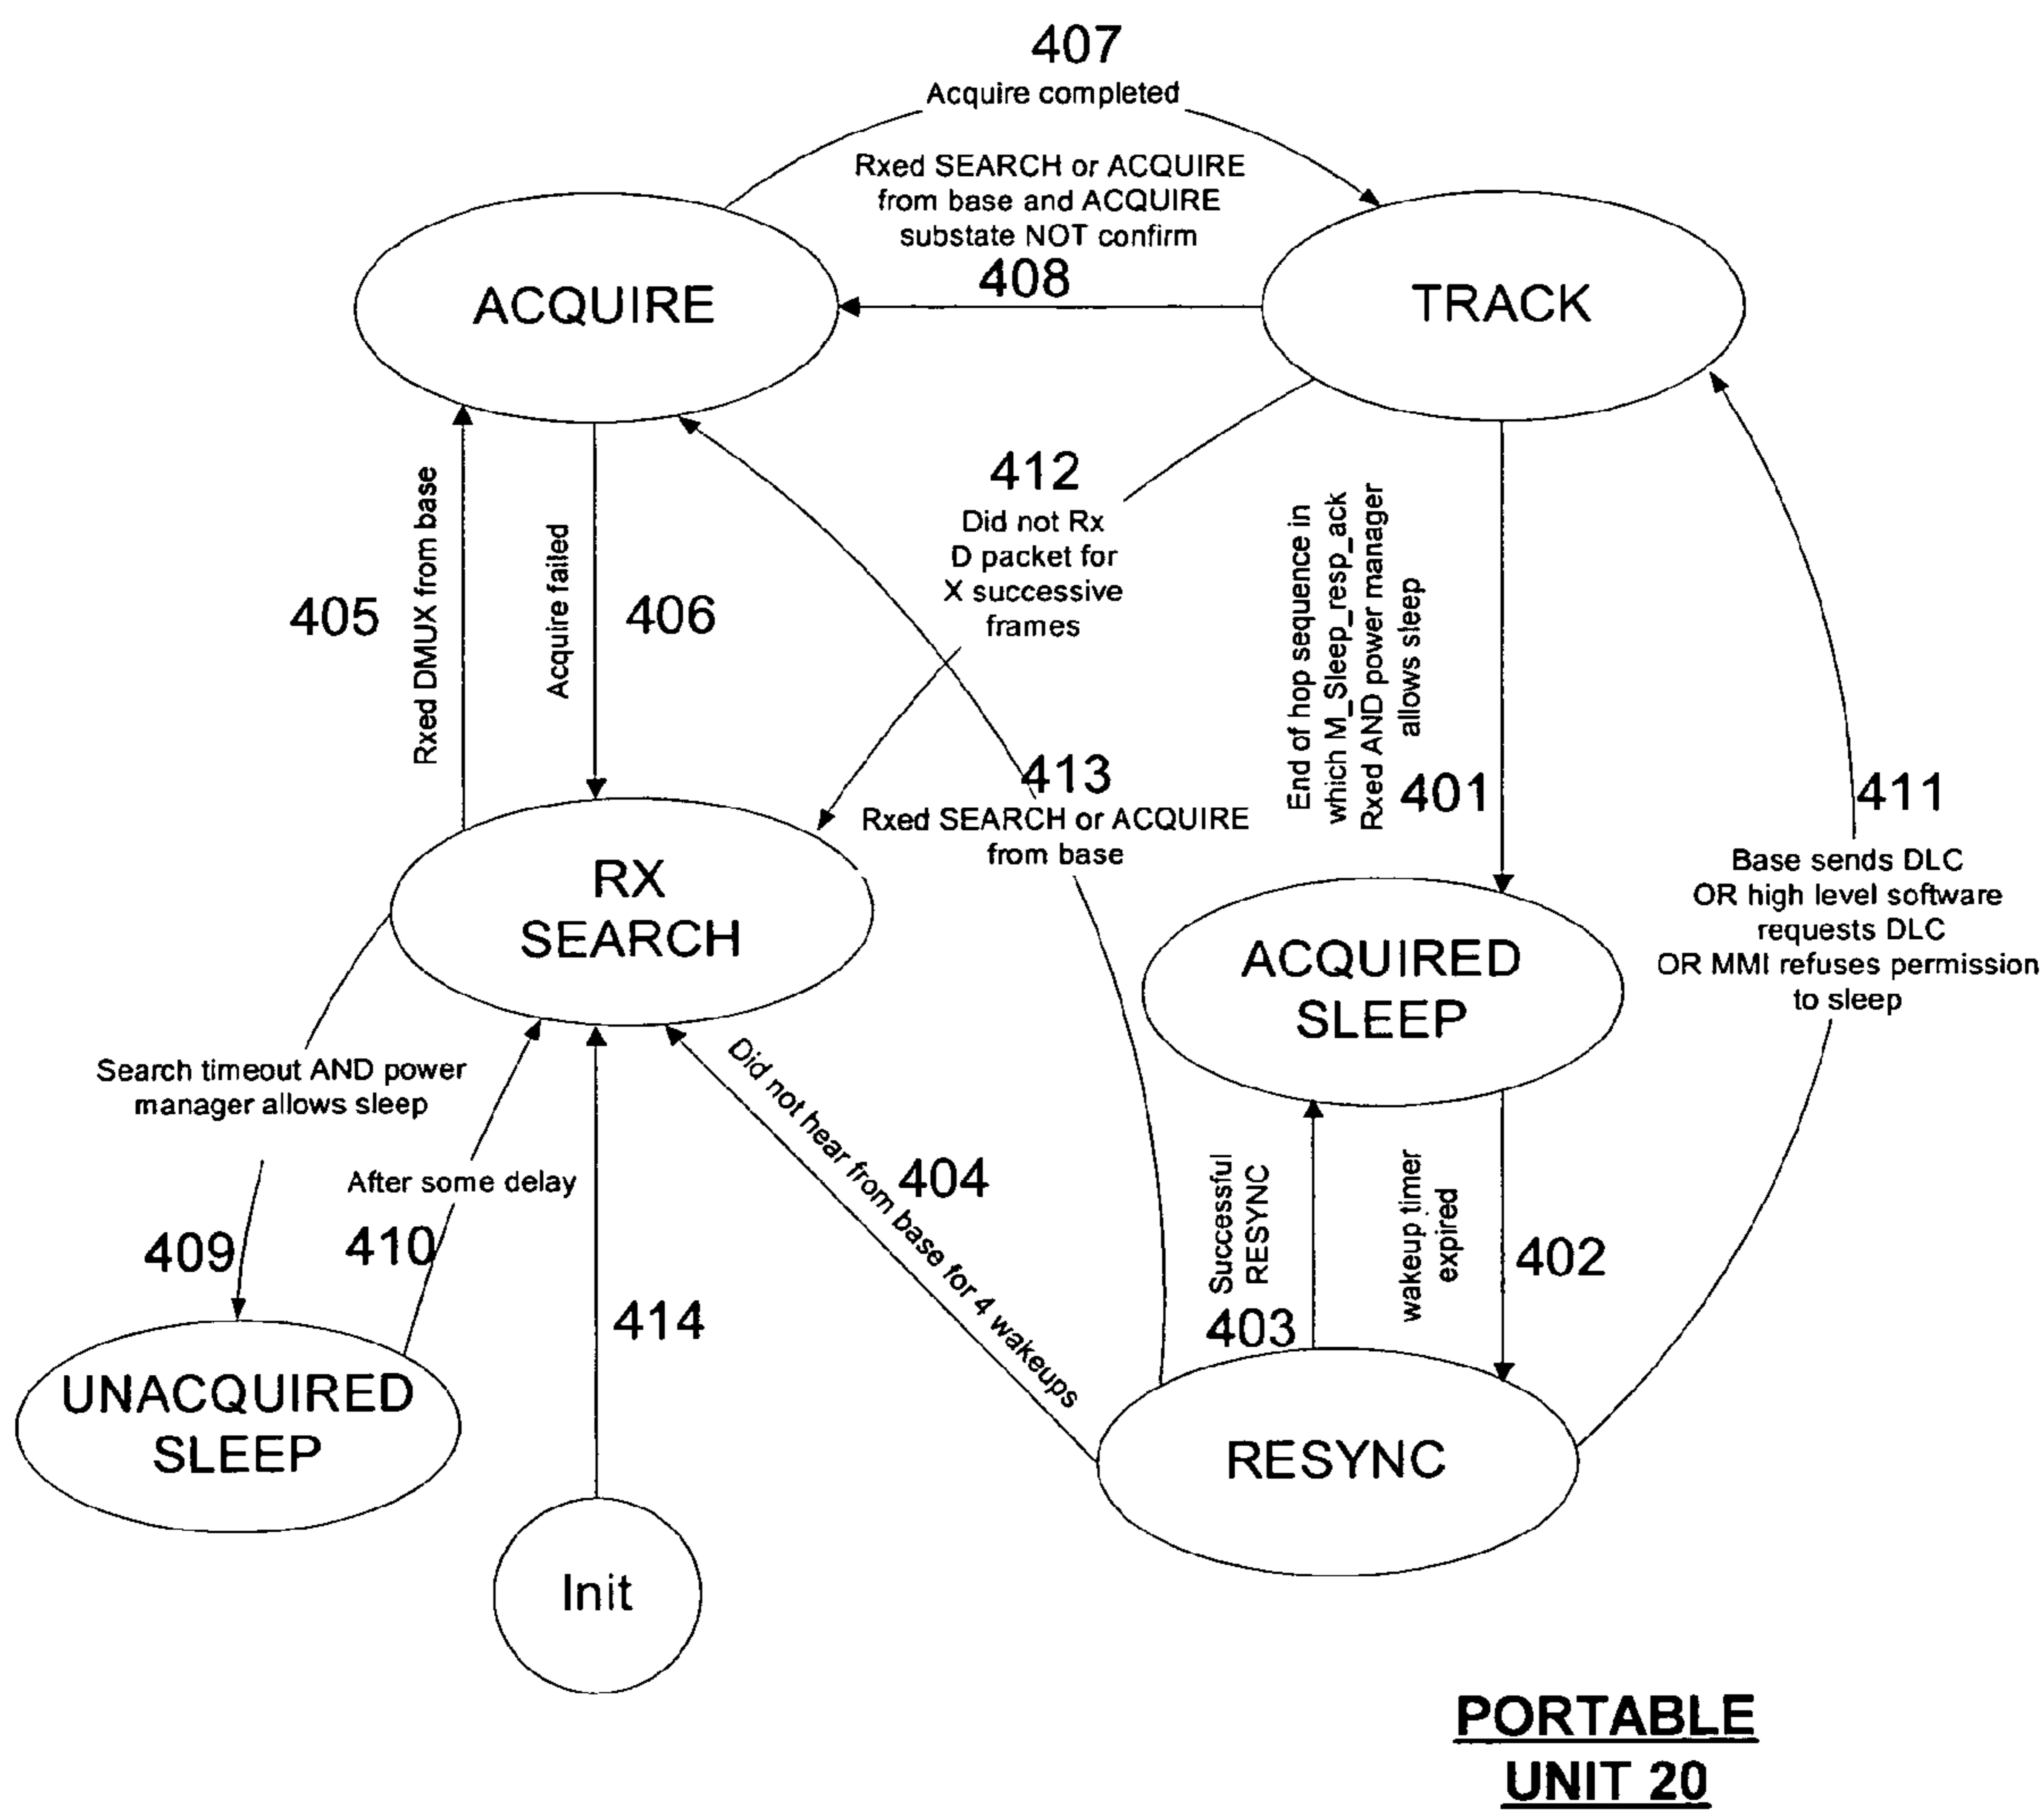 407
Acquire completed
Rxed SEARCH or ACQUIRE
from base and ACQUIRE
substate NOT confirm
408
ACQUIRE
TRACK
412
Did not Rx
D packet for
X successive
frames
405
Rxed DMUX from base
Acquire failed
406
End of hop sequence in
which M_Sleep_resp_ack
Rxed AND power manager
allows sleep
401
413
Rxed SEARCH or ACQUIRE
from base
411
Base sends DLC
OR high level software
requests DLC
OR MMI refuses permission
to sleep
RX
SEARCH
ACQUIRED
SLEEP
Search timeout AND power
manager allows sleep
After some delay
409
410
414
Did not hear from base for 4 wakeups
404
Successful
RESYNC
403
wakeup timer
expired
402
UNACQUIRED
SLEEP
RESYNC
Init
PORTABLE
UNIT 20